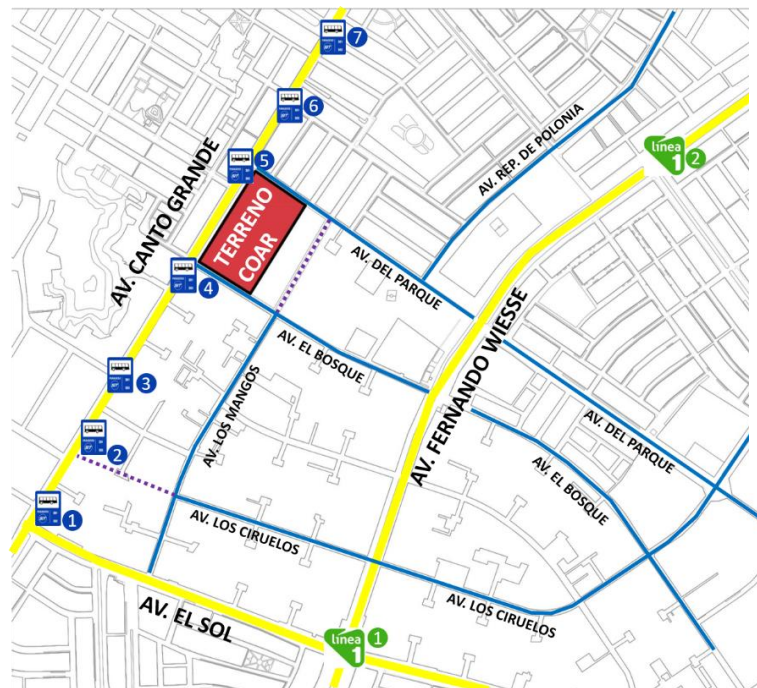 7
6
AV. REP. DE POLONIA
línea
1
2
5
AV. CANTO GRANDE
TERRENO
COAR
4
AV. DEL PARQUE
AV. EL BOSQUE
AV. FERNANDO WIESSE
3
AV. LOS MANGOS
AV. DEL PARQUE
2
AV. EL BOSQUE
1
AV. LOS CIRUELOS
AV. LOS CIRUELOS
AV. EL SOL
línea
1
1